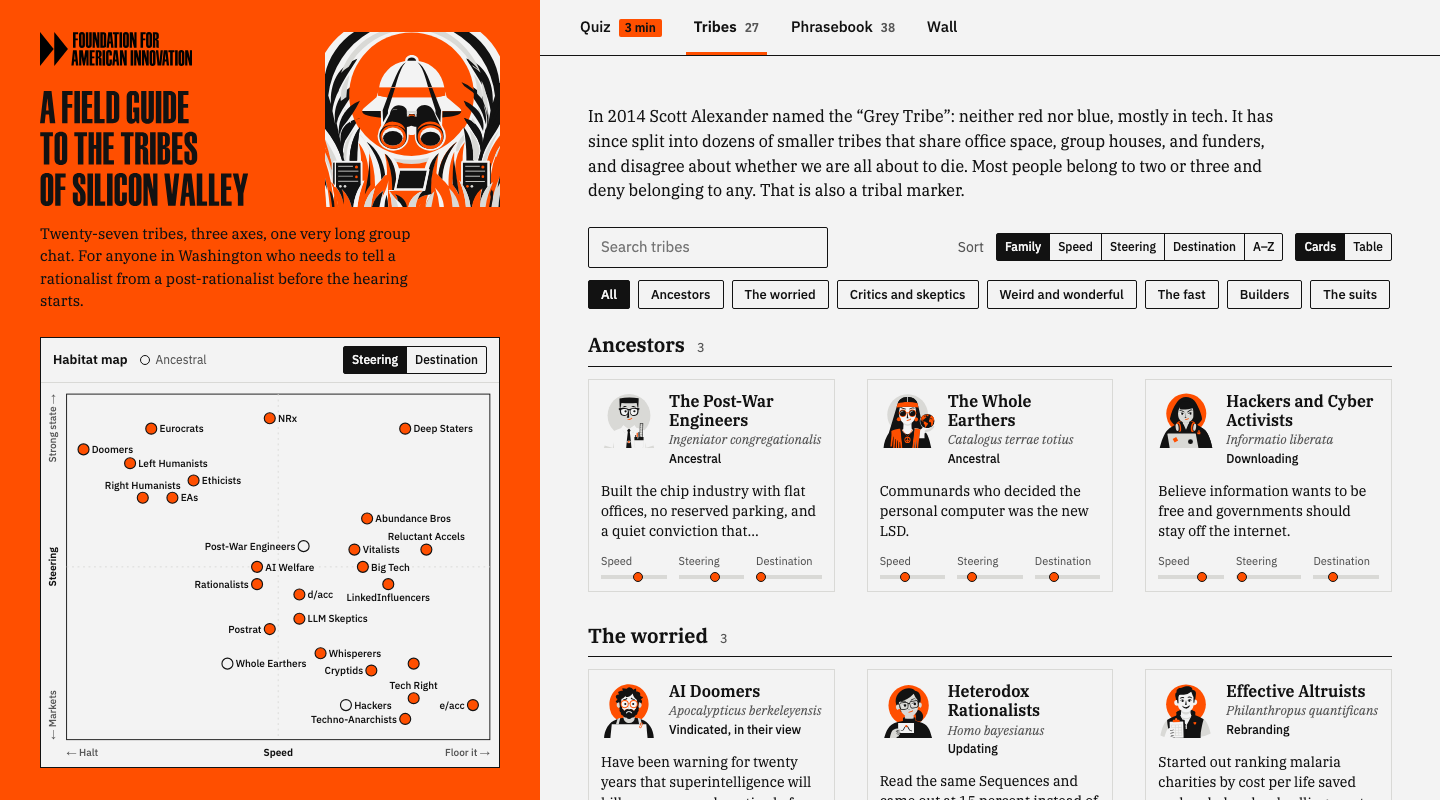 FOUNDATION FOR
AMERICAN INNOVATION
A FIELD GUIDE
TO THE TRIBES
OF SILICON VALLEY
Twenty-seven tribes, three axes, one very long group
chat. For anyone in Washington who needs to tell a
rationalist from a post-rationalist before the hearing
starts.
Habitat map
Ancestral
Steering
Destination
Strong state →
Steering
← Markets
NRx
Eurocrats
Deep Staters
Doomers
Left Humanists
Ethicists
Right Humanists
EAs
Abundance Bros
Reluctant Accels
Post-War Engineers
Vitalists
AI Welfare
Big Tech
Rationalists
d/acc
LinkedInfluencers
LLM Skeptics
Postrat
Whisperers
Whole Earthers
Cryptids
Tech Right
Hackers
e/acc
Techno-Anarchists
← Halt
Speed
Floor it →
Quiz 3 min
Tribes 27
Phrasebook 38
Wall
In 2014 Scott Alexander named the “Grey Tribe”: neither red nor blue, mostly in tech. It has
since split into dozens of smaller tribes that share office space, group houses, and funders,
and disagree about whether we are all about to die. Most people belong to two or three and
deny belonging to any. That is also a tribal marker.
Search tribes
Sort
Family
Speed
Steering
Destination
A–Z
Cards
Table
All
Ancestors
The worried
Critics and skeptics
Weird and wonderful
The fast
Builders
The suits
Ancestors 3
The Post-War
Engineers
Ingeniator congregationalis
Ancestral
Built the chip industry with flat
offices, no reserved parking, and
a quiet conviction that...
Speed
Steering
Destination
The Whole
Earthers
Catalogus terrae totius
Ancestral
Communards who decided the
personal computer was the new
LSD.
Speed
Steering
Destination
Hackers and Cyber
Activists
Informatio liberata
Downloading
Believe information wants to be
free and governments should
stay off the internet.
Speed
Steering
Destination
The worried 3
AI Doomers
Apocalypticus berkeleyensis
Vindicated, in their view
Have been warning for twenty
years that superintelligence will
Heterodox
Rationalists
Homo bayesianus
Updating
Read the same Sequences and
Effective Altruists
Philanthropus quantificans
Rebranding
Started out ranking malaria
charities by cost per life saved